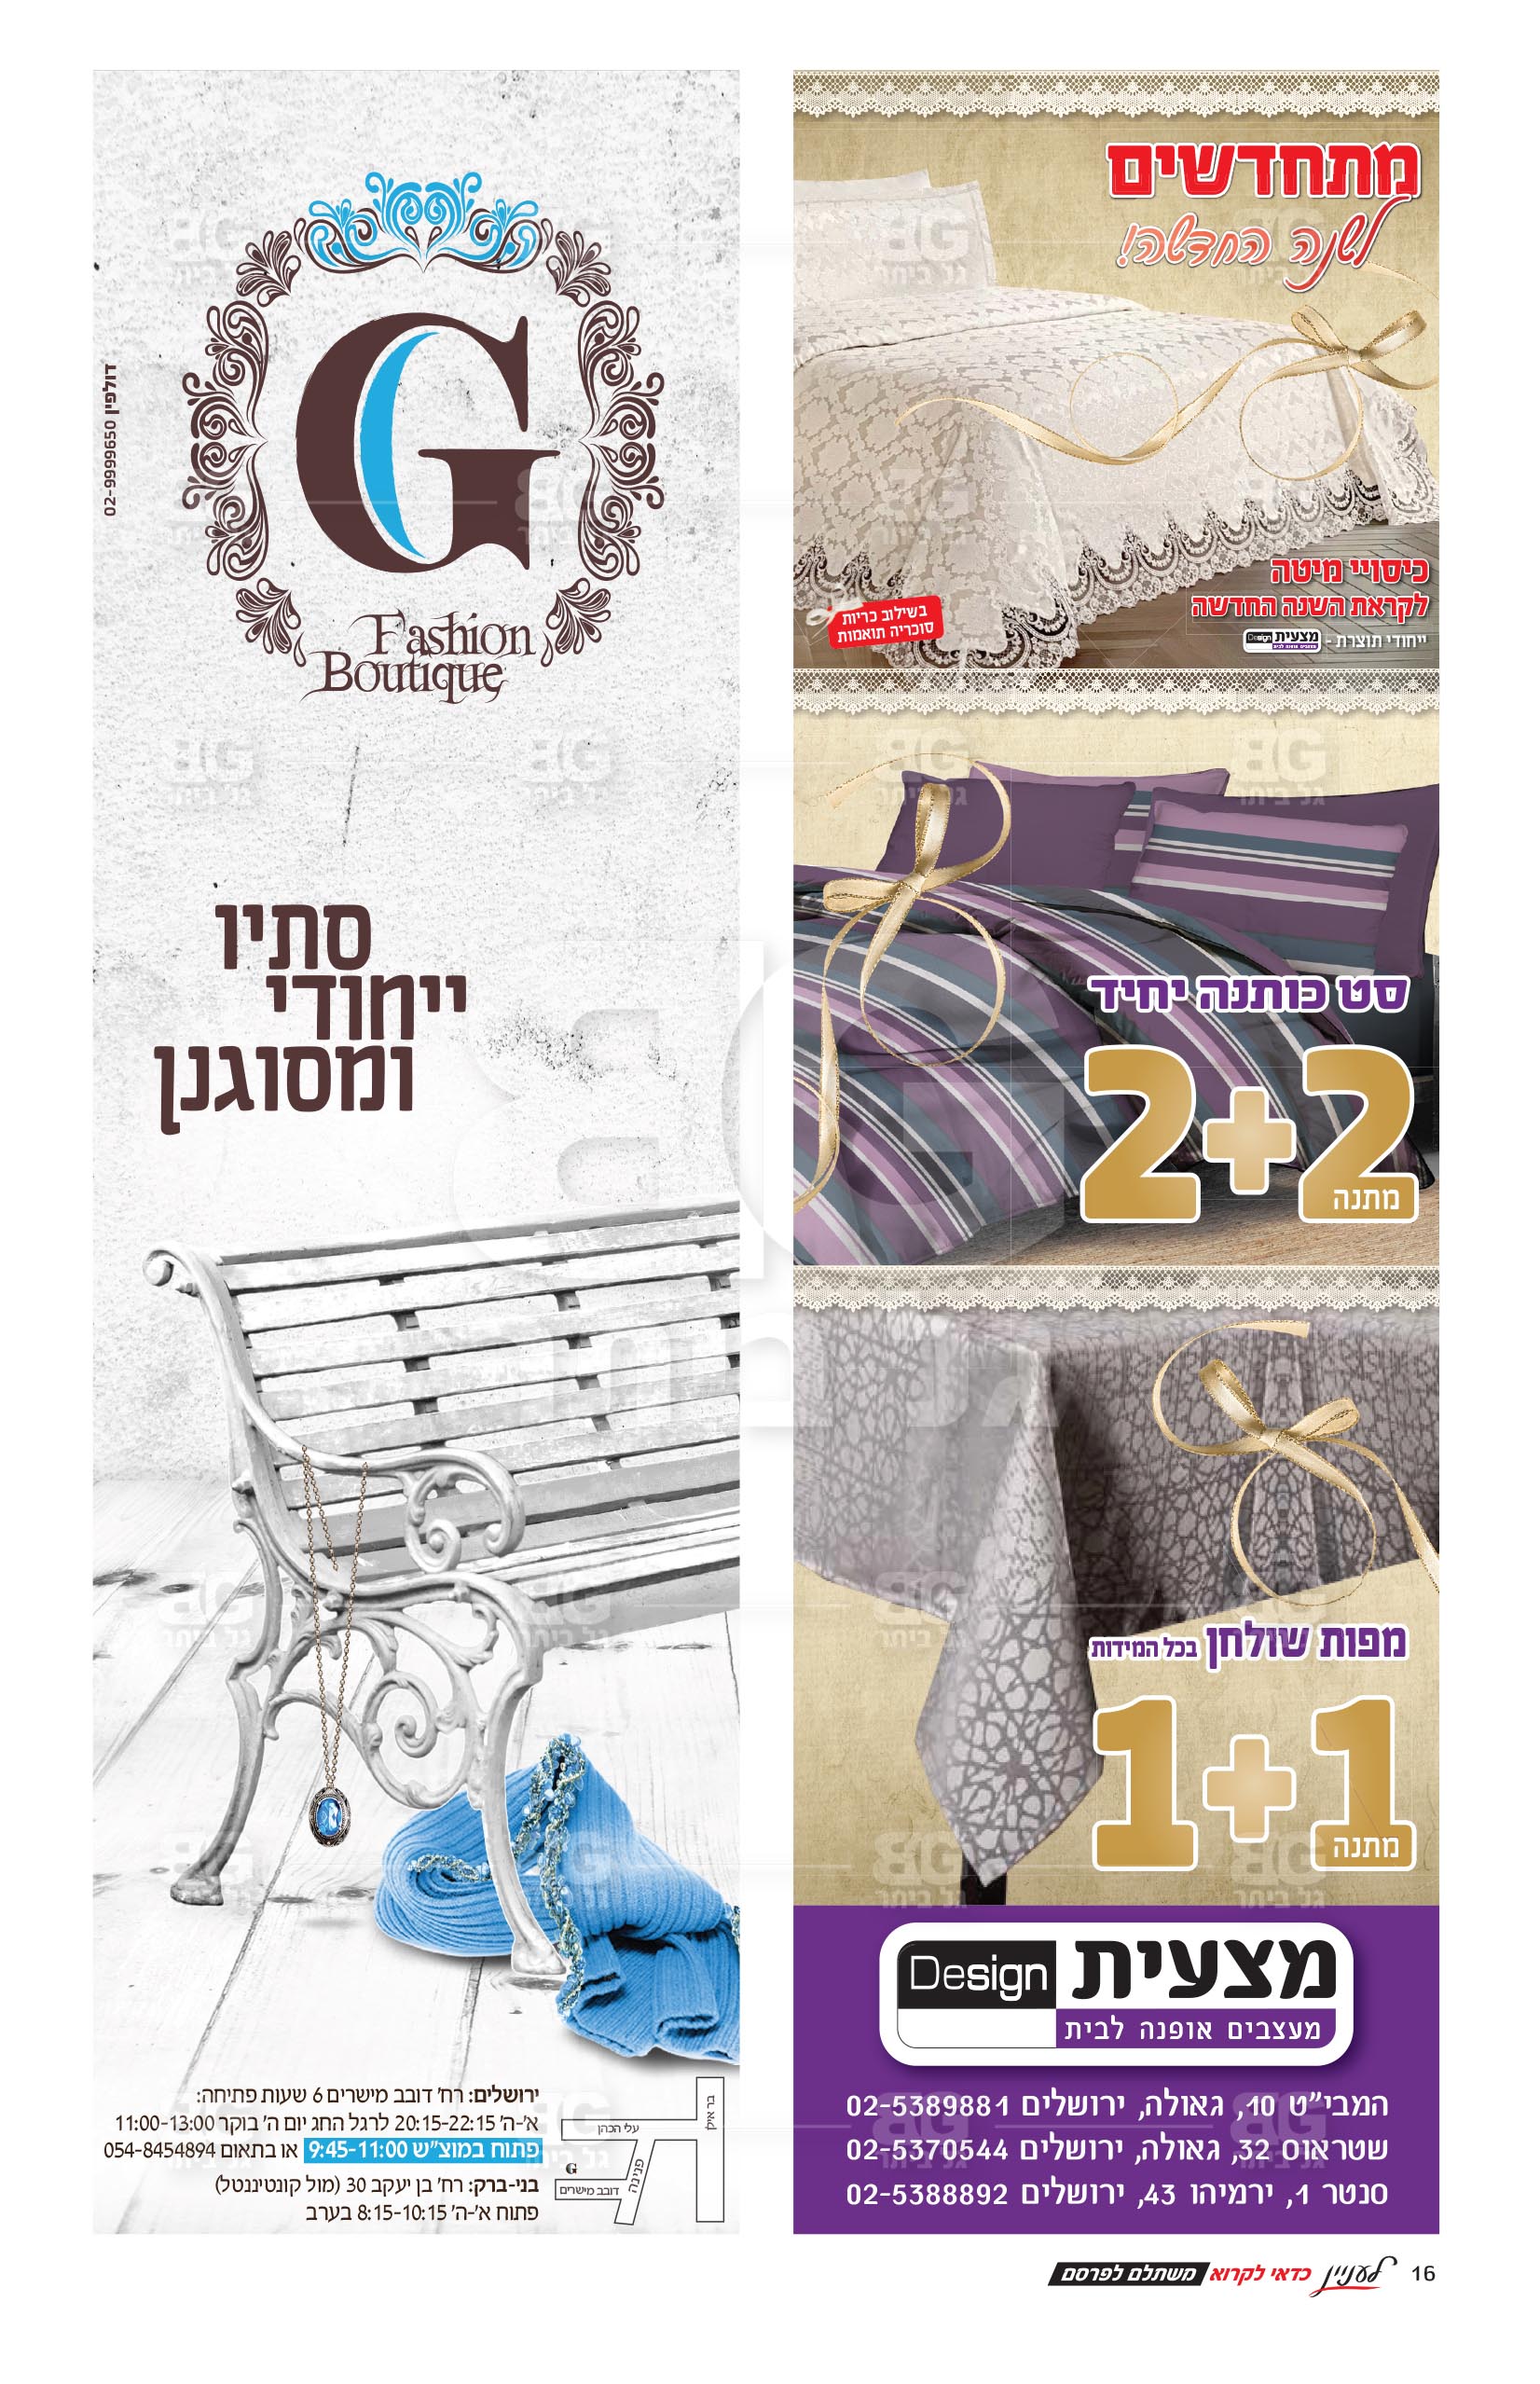 מתחדשים
לשנה החדשה!
כיסויי מיטה
לקראת השנה החדשה
ייחודי תוצרת - מצעית Design
בשילוב כריות
סוכריה תואמות
סט כותנה יחיד
2+2
מתנה
מפות שולחן בכל המידות
1+1
מתנה
מצעית Design
מעצבים אופנה לבית
המבי"ט 10, גאולה, ירושלים 02-5389881
שטראוס 32, גאולה, ירושלים 02-5370544
סנטר 1, ירמיהו 43, ירושלים 02-5388892
16 לעניין כדאי לקרוא משתלם לפרסם
G
Fashion
Boutique
דולפין 02-9999650
סתיו
ייחודי
ומסוגנן
ירושלים: רח' דובב מישרים 6 שעות פתיחה:
א'-ה' 20:15-22:15 לרגל החג יום ה' בוקר 11:00-13:00
פתוח במוצ"ש 9:45-11:00 או בתאום 054-8454894
בני-ברק: רח' בן יעקב 30 (מול קונטיננטל)
פתוח א'-ה' 8:15-10:15 בערב
בר אילן
עלי הכהן
פנינה
G
דובב מישרים
BG
גל ביתר